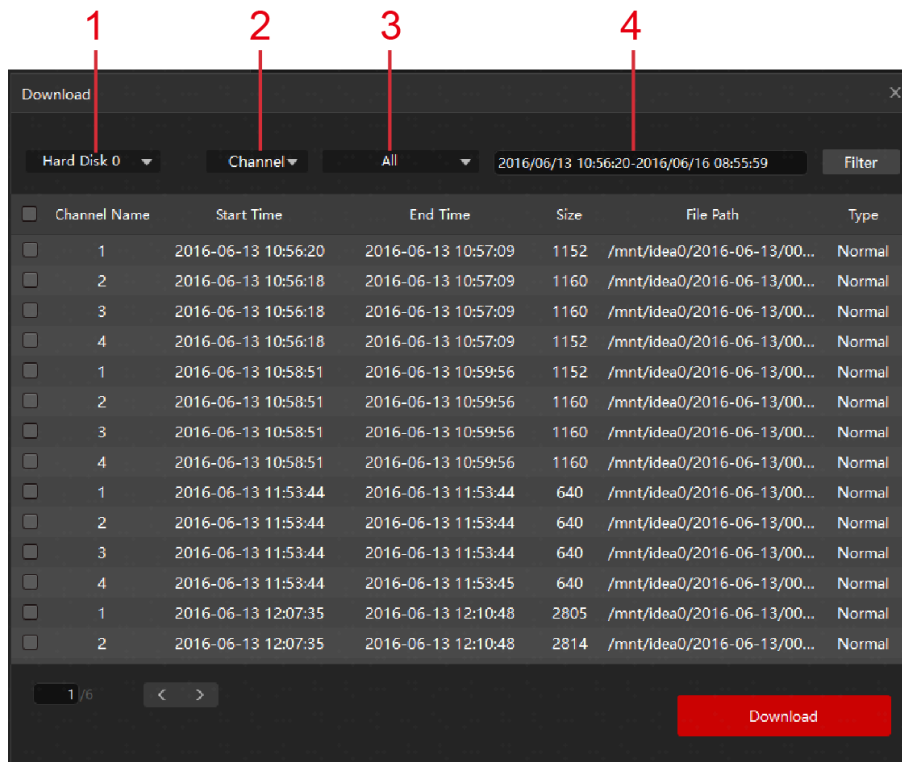 1 2 3 4
Download ×
Hard Disk 0 Channel All 2016/06/13 10:56:20-2016/06/16 08:55:59 Filter
Channel Name Start Time End Time Size File Path Type
1 2016-06-13 10:56:20 2016-06-13 10:57:09 1152 /mnt/idea0/2016-06-13/00... Normal
2 2016-06-13 10:56:18 2016-06-13 10:57:09 1160 /mnt/idea0/2016-06-13/00... Normal
3 2016-06-13 10:56:18 2016-06-13 10:57:09 1160 /mnt/idea0/2016-06-13/00... Normal
4 2016-06-13 10:56:18 2016-06-13 10:57:09 1152 /mnt/idea0/2016-06-13/00... Normal
1 2016-06-13 10:58:51 2016-06-13 10:59:56 1152 /mnt/idea0/2016-06-13/00... Normal
2 2016-06-13 10:58:51 2016-06-13 10:59:56 1160 /mnt/idea0/2016-06-13/00... Normal
3 2016-06-13 10:58:51 2016-06-13 10:59:56 1160 /mnt/idea0/2016-06-13/00... Normal
4 2016-06-13 10:58:51 2016-06-13 10:59:56 1160 /mnt/idea0/2016-06-13/00... Normal
1 2016-06-13 11:53:44 2016-06-13 11:53:44 640 /mnt/idea0/2016-06-13/00... Normal
2 2016-06-13 11:53:44 2016-06-13 11:53:44 640 /mnt/idea0/2016-06-13/00... Normal
3 2016-06-13 11:53:44 2016-06-13 11:53:44 640 /mnt/idea0/2016-06-13/00... Normal
4 2016-06-13 11:53:44 2016-06-13 11:53:45 640 /mnt/idea0/2016-06-13/00... Normal
1 2016-06-13 12:07:35 2016-06-13 12:10:48 2805 /mnt/idea0/2016-06-13/00... Normal
2 2016-06-13 12:07:35 2016-06-13 12:10:48 2814 /mnt/idea0/2016-06-13/00... Normal
1 /6 < >
Download